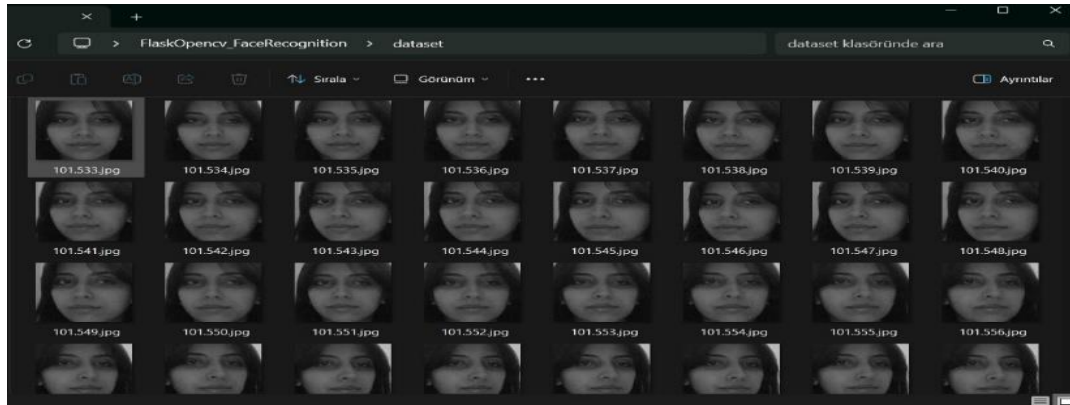 FlaskOpencv_FaceRecognition > dataset
dataset klasöründe ara
Sırala
Görünüm
Ayrıntılar
101.533.jpg 101.534.jpg 101.535.jpg 101.536.jpg 101.537.jpg 101.538.jpg 101.539.jpg 101.540.jpg
101.541.jpg 101.542.jpg 101.543.jpg 101.544.jpg 101.545.jpg 101.546.jpg 101.547.jpg 101.548.jpg
101.549.jpg 101.550.jpg 101.551.jpg 101.552.jpg 101.553.jpg 101.554.jpg 101.555.jpg 101.556.jpg